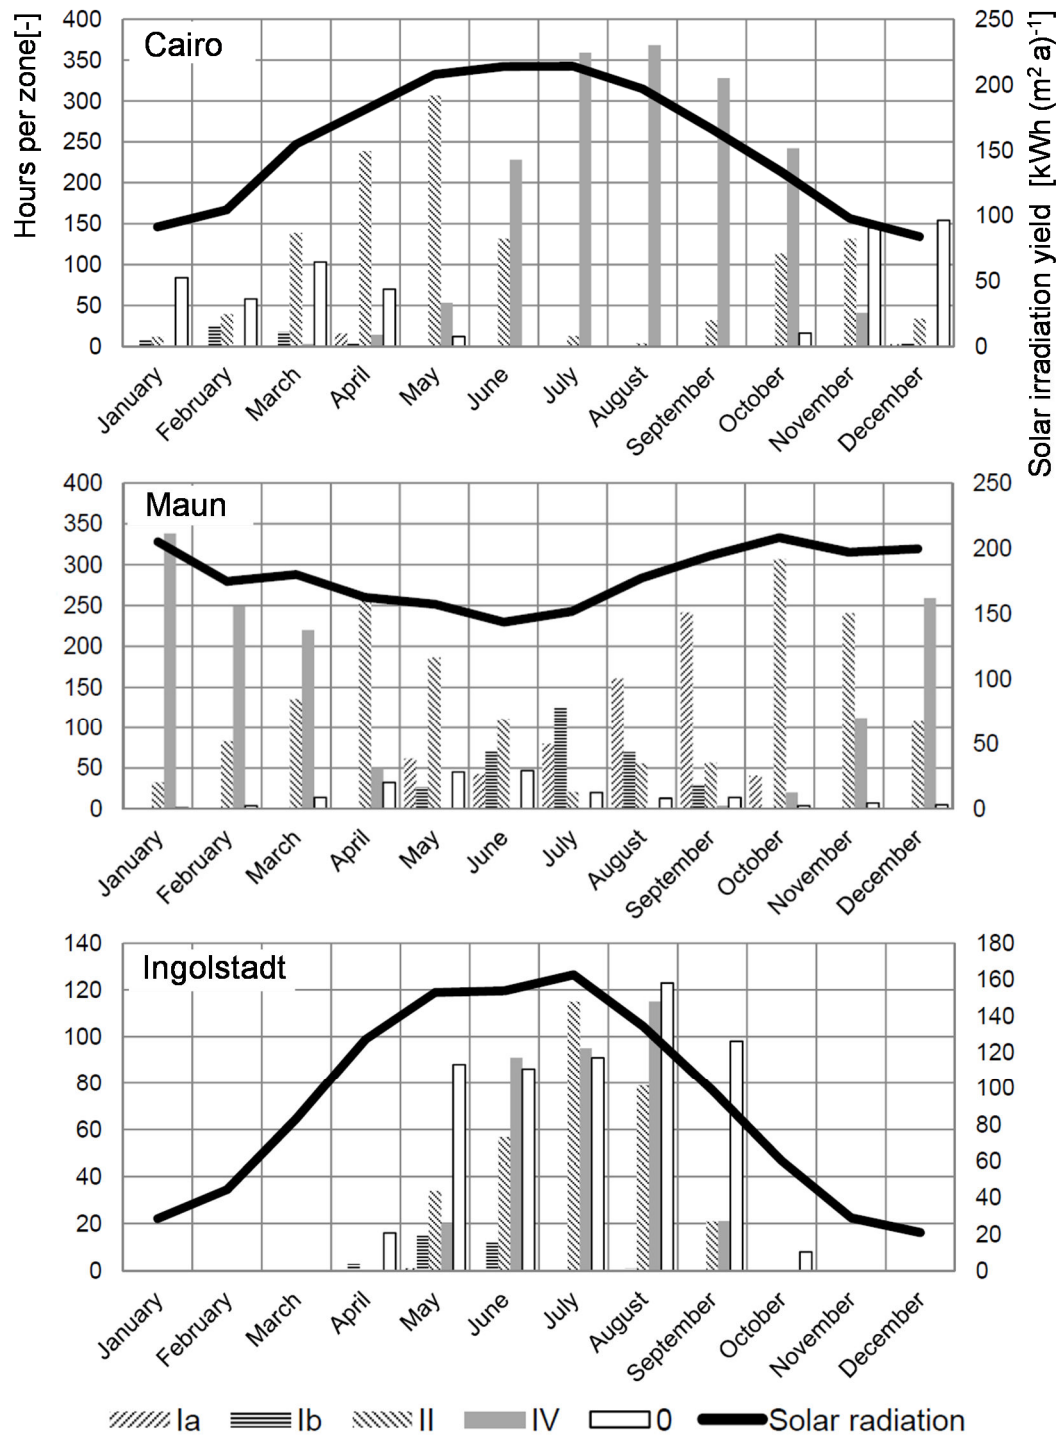 Hours per zone[-]
Solar irradiation yield [kWh (m² a)⁻¹
Cairo
400
350
300
250
200
150
100
50
0
250
200
150
100
50
0
January
February
March
April
May
June
July
August
September
October
November
December
Maun
400
350
300
250
200
150
100
50
0
250
200
150
100
50
0
January
February
March
April
May
June
July
August
September
October
November
December
Ingolstadt
140
120
100
80
60
40
20
0
180
160
140
120
100
80
60
40
20
0
January
February
March
April
May
June
July
August
September
October
November
December
Ia Ib II IV 0 Solar radiation